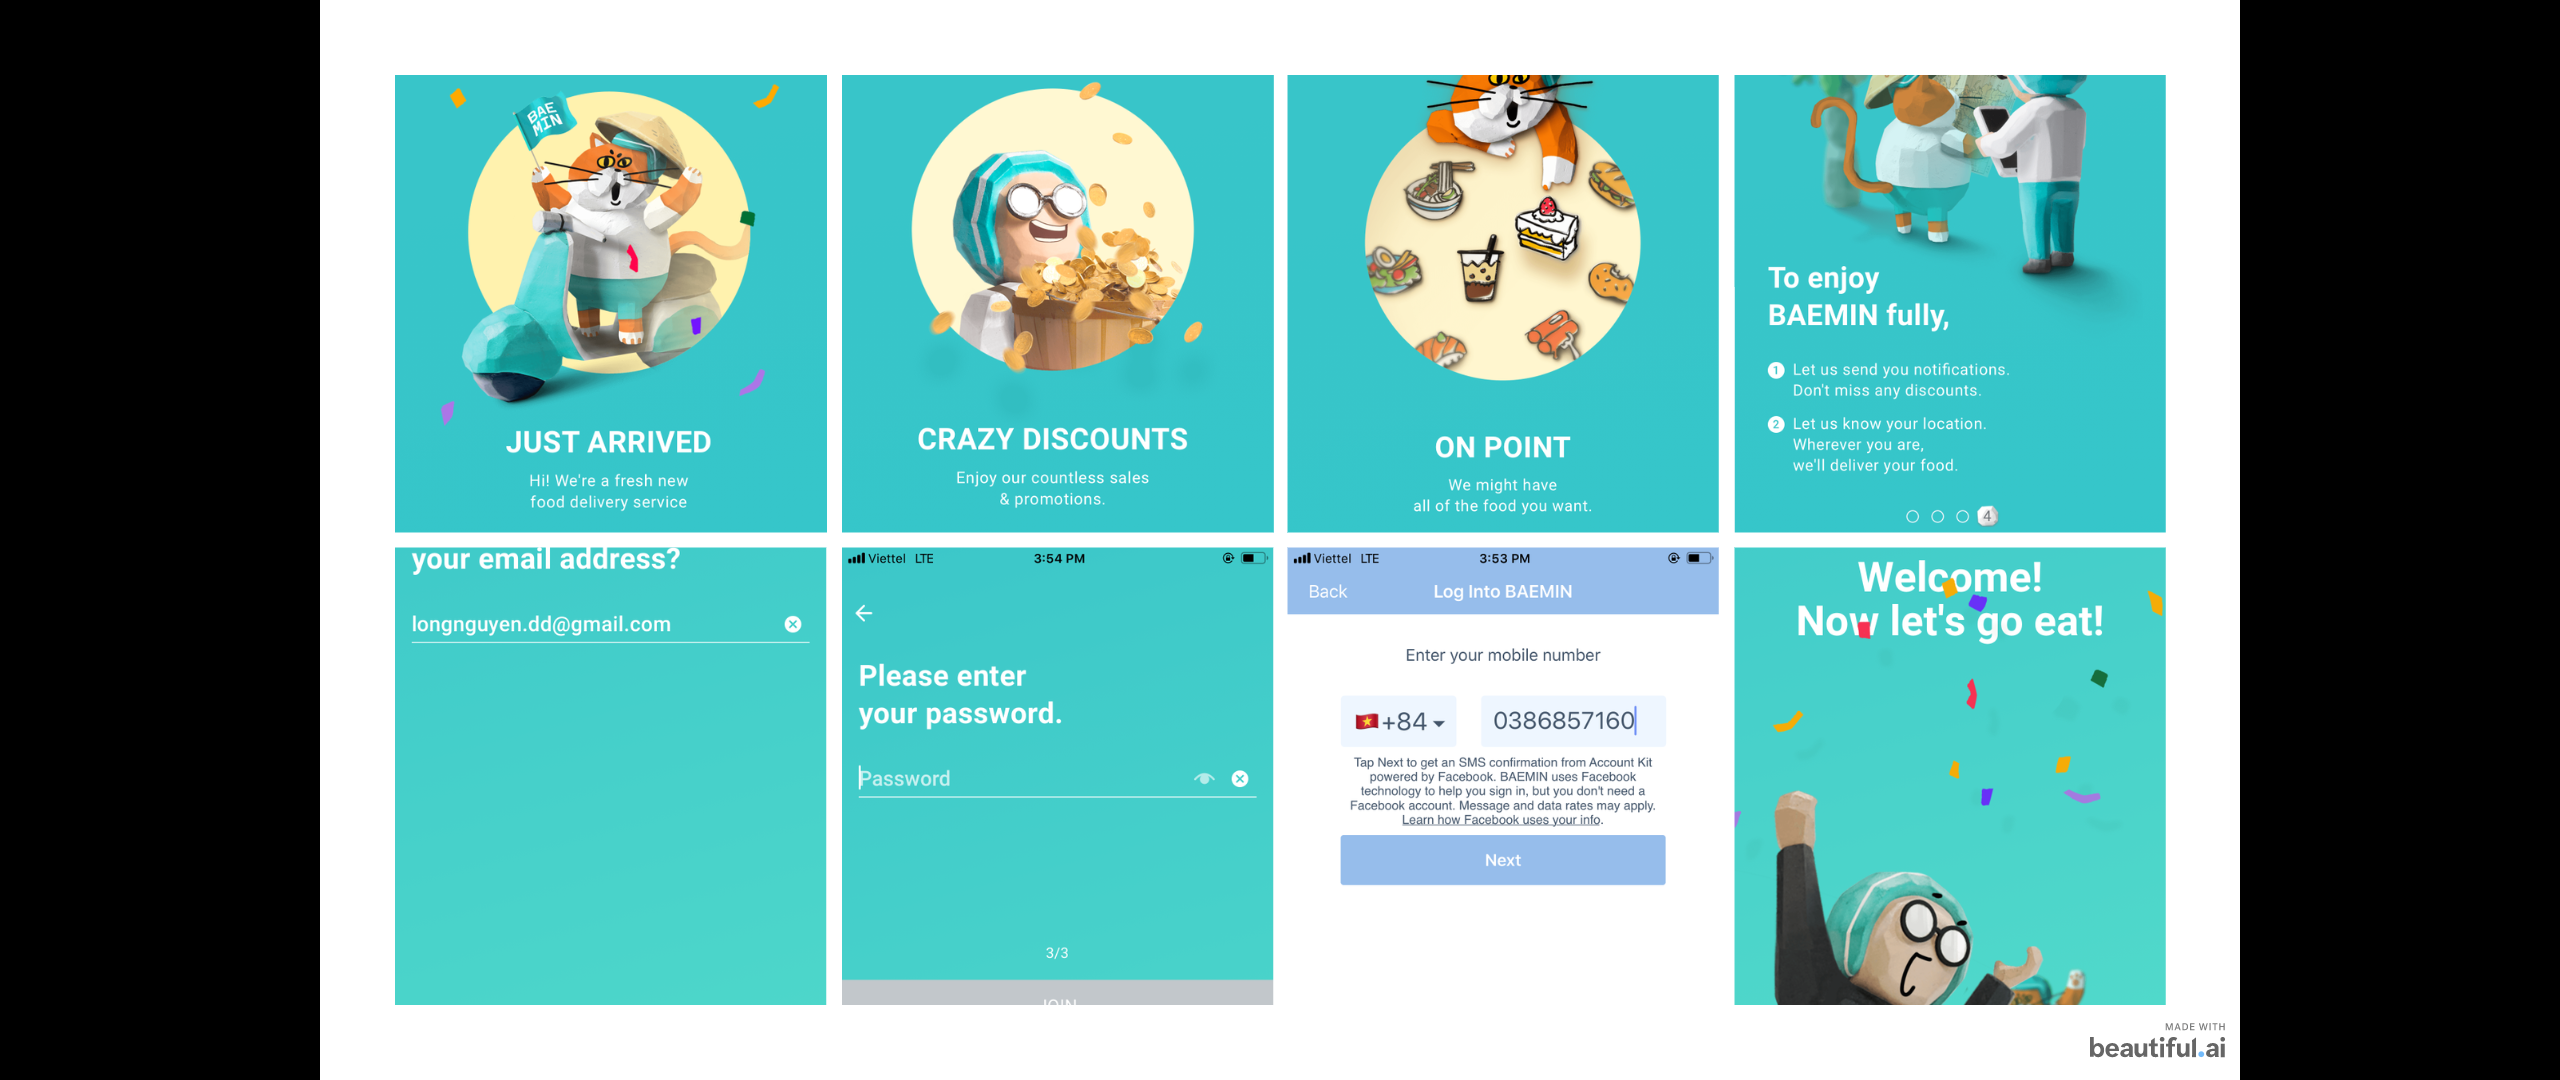 BAE
MIN
JUST ARRIVED
Hi! We're a fresh new
food delivery service
CRAZY DISCOUNTS
Enjoy our countless sales
& promotions.
ON POINT
We might have
all of the food you want.
To enjoy
BAEMIN fully,
1 Let us send you notifications.
Don't miss any discounts.
2 Let us know your location.
Wherever you are,
we'll deliver your food.
4
your email address?
longnguyen.dd@gmail.com
Viettel LTE 3:54 PM
Please enter
your password.
Password
3/3
JOIN
Viettel LTE 3:53 PM
Back Log Into BAEMIN
Enter your mobile number
+84 0386857160
Tap Next to get an SMS confirmation from Account Kit
powered by Facebook. BAEMIN uses Facebook
technology to help you sign in, but you don't need a
Facebook account. Message and data rates may apply.
Learn how Facebook uses your info.
Next
Welcome!
Now let's go eat!
MADE WITH
beautiful.ai